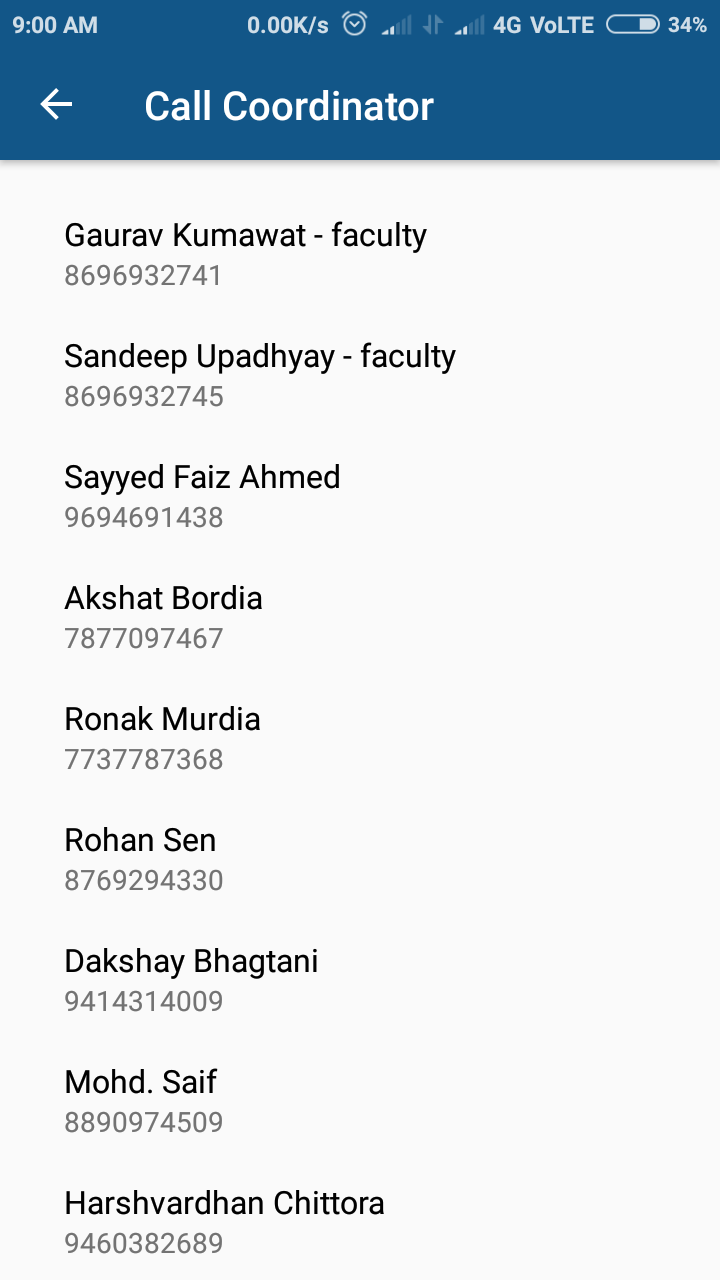 9:00 AM 0.00K/s 4G VoLTE 34%
Call Coordinator
Gaurav Kumawat - faculty
8696932741
Sandeep Upadhyay - faculty
8696932745
Sayyed Faiz Ahmed
9694691438
Akshat Bordia
7877097467
Ronak Murdia
7737787368
Rohan Sen
8769294330
Dakshay Bhagtani
9414314009
Mohd. Saif
8890974509
Harshvardhan Chittora
9460382689